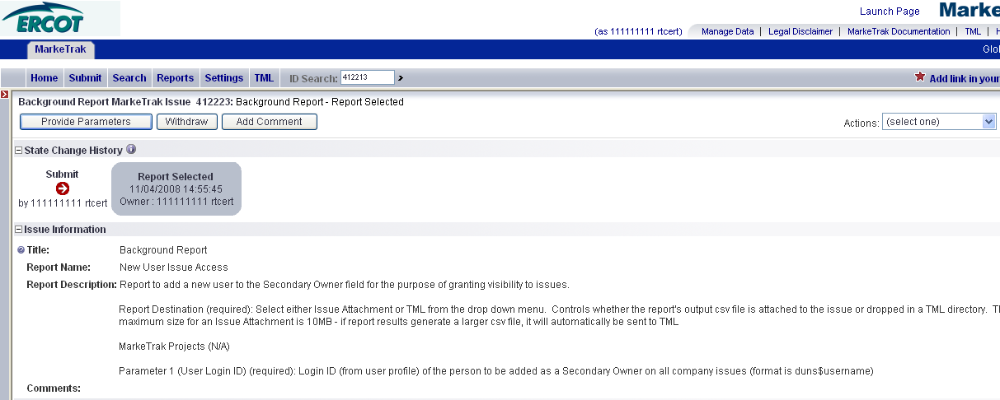 ERCOT
Launch Page Marke
(as 111111111 rtcert) Manage Data | Legal Disclaimer | MarkeTrak Documentation | TML |
MarkeTrak Glo
Home Submit Search Reports Settings TML ID Search: 412213 Add link in your
Background Report MarkeTrak Issue 412223: Background Report - Report Selected
Provide Parameters Withdraw Add Comment Actions: (select one)
State Change History
Submit
by 111111111 rtcert
Report Selected
11/04/2008 14:55:45
Owner : 111111111 rtcert
Issue Information
Title: Background Report
Report Name: New User Issue Access
Report Description: Report to add a new user to the Secondary Owner field for the purpose of granting visibility to issues.
Report Destination (required): Select either Issue Attachment or TML from the drop down menu. Controls whether the report's output csv file is attached to the issue or dropped in a TML directory.
maximum size for an Issue Attachment is 10MB - if report results generate a larger csv file, it will automatically be sent to TML
MarkeTrak Projects (N/A)
Parameter 1 (User Login ID) (required): Login ID (from user profile) of the person to be added as a Secondary Owner on all company issues (format is duns$username)
Comments: